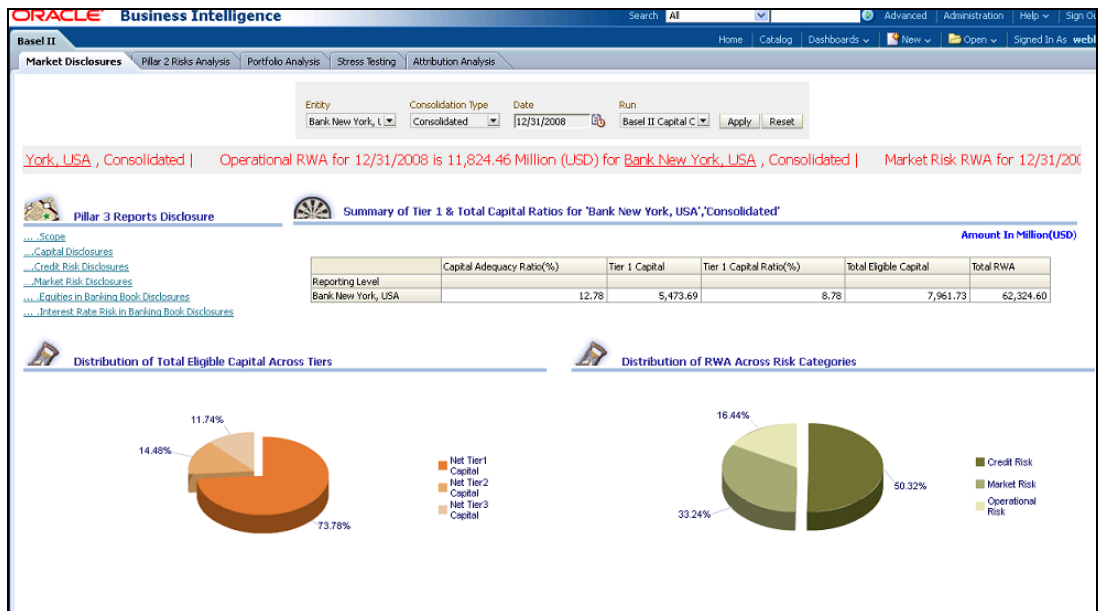 ORACLE Business Intelligence
Search All
Advanced Administration Help Sign Ou
Basel II
Home Catalog Dashboards New Open Signed In As webl
Market Disclosures Pillar 2 Risks Analysis Portfolio Analysis Stress Testing Attribution Analysis
Entity Consolidation Type Date Run
Bank New York, U Consolidated 12/31/2008 Basel II Capital C Apply Reset
York, USA , Consolidated | Operational RWA for 12/31/2008 is 11,824.46 Million (USD) for Bank New York, USA , Consolidated | Market Risk RWA for 12/31/200
Pillar 3 Reports Disclosure
... .Scope
....Capital Disclosures
....Credit Risk Disclosures
....Market Risk Disclosures
... .Equities in Banking Book Disclosures
... .Interest Rate Risk in Banking Book Disclosures
Summary of Tier 1 & Total Capital Ratios for 'Bank New York, USA','Consolidated'
Amount In Million(USD)
Capital Adequacy Ratio(%) Tier 1 Capital Tier 1 Capital Ratio(%) Total Eligible Capital Total RWA
Reporting Level
Bank New York, USA 12.78 5,473.69 8.78 7,961.73 62,324.60
Distribution of Total Eligible Capital Across Tiers
11.74%
14.48%
73.78%
Net Tier1
Capital
Net Tier2
Capital
Net Tier3
Capital
Distribution of RWA Across Risk Categories
16.44%
50.32%
33.24%
Credit Risk
Market Risk
Operational
Risk